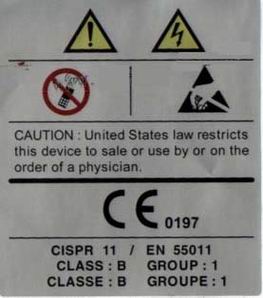 CAUTION : United States law restricts
this device to sale or use by or on the
order of a physician.
CE 0197
CISPR 11 / EN 55011
CLASS : B GROUP : 1
CLASSE : B GROUPE : 1